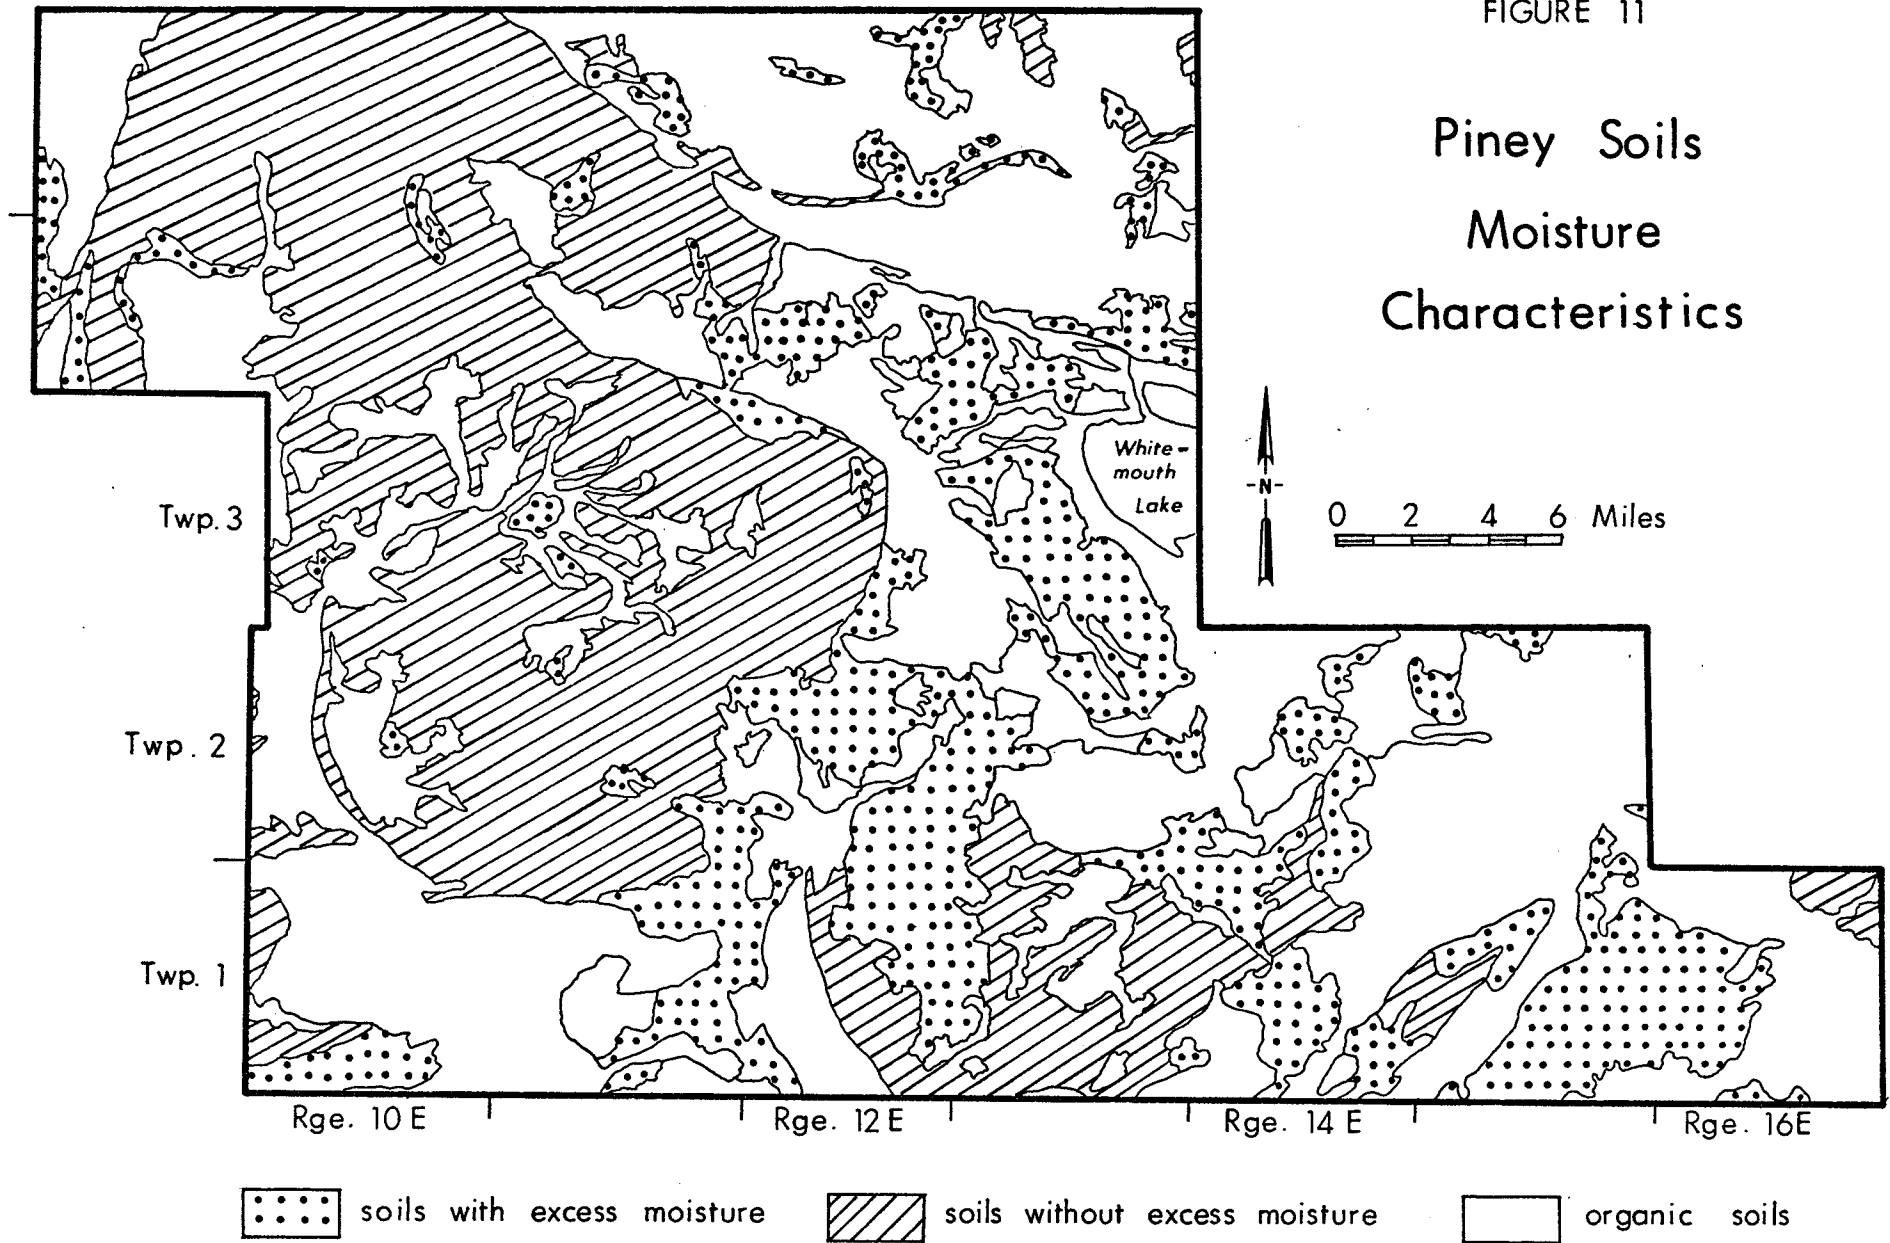 FIGURE 11
Piney Soils
Moisture
Characteristics
White-
mouth
Lake
-N-
0 2 4 6 Miles
Twp. 3
Twp. 2
Twp. 1
Rge. 10 E
Rge. 12 E
Rge. 14 E
Rge. 16E
soils with excess moisture
soils without excess moisture
organic soils